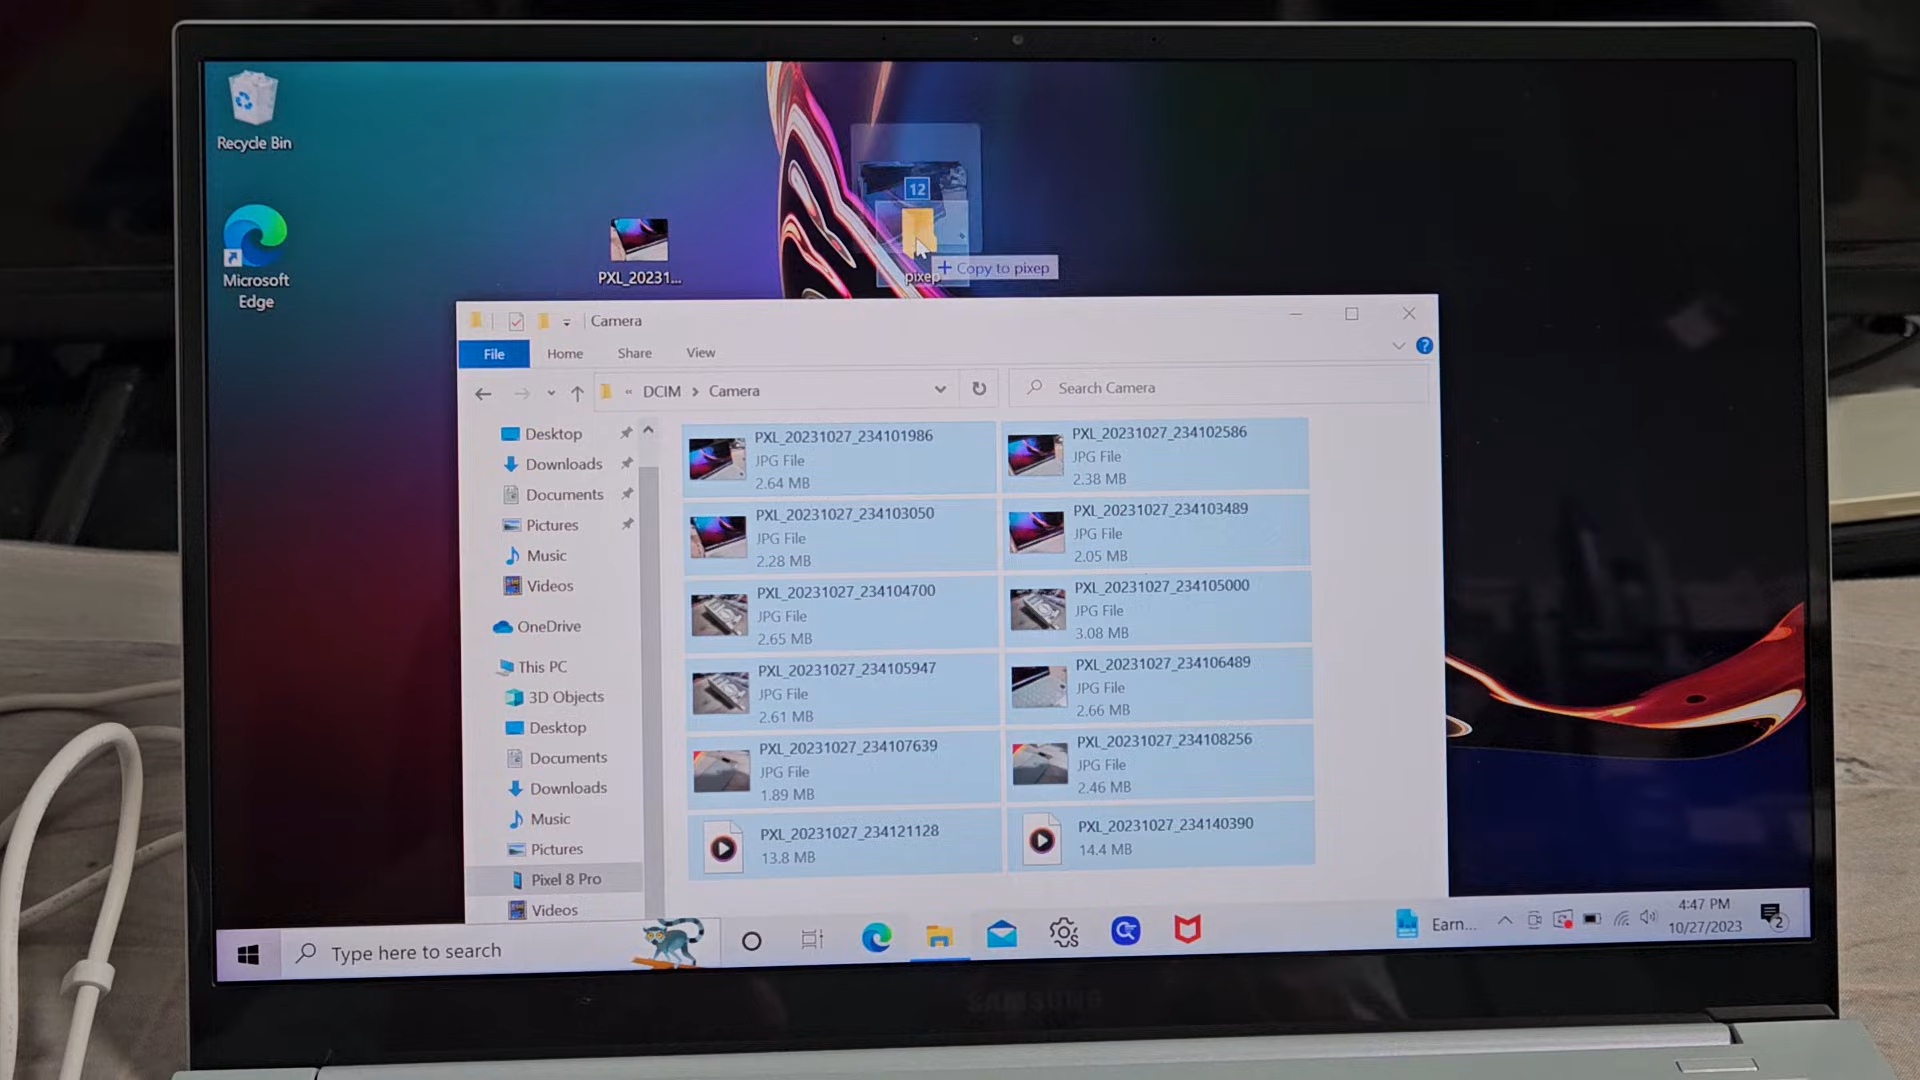 Recycle Bin
Microsoft
Edge
PXL_20231...
12
pixep
Copy to pixep
Camera
File
Home
Share
View
«
DCIM
Camera
Search Camera
Desktop
Downloads
Documents
Pictures
Music
Videos
OneDrive
This PC
3D Objects
Desktop
Documents
Downloads
Music
Pictures
Pixel 8 Pro
Videos
PXL_20231027_234101986
JPG File
2.64 MB
PXL_20231027_234102586
JPG File
2.38 MB
PXL_20231027_234103050
JPG File
2.28 MB
PXL_20231027_234103489
JPG File
2.05 MB
PXL_20231027_234104700
JPG File
2.65 MB
PXL_20231027_234105000
JPG File
3.08 MB
PXL_20231027_234105947
JPG File
2.61 MB
PXL_20231027_234106489
JPG File
2.66 MB
PXL_20231027_234107639
JPG File
1.89 MB
PXL_20231027_234108256
JPG File
2.46 MB
PXL_20231027_234121128
13.8 MB
PXL_20231027_234140390
14.4 MB
Type here to search
Earn...
4:47 PM
10/27/2023
2
SAMSUNG